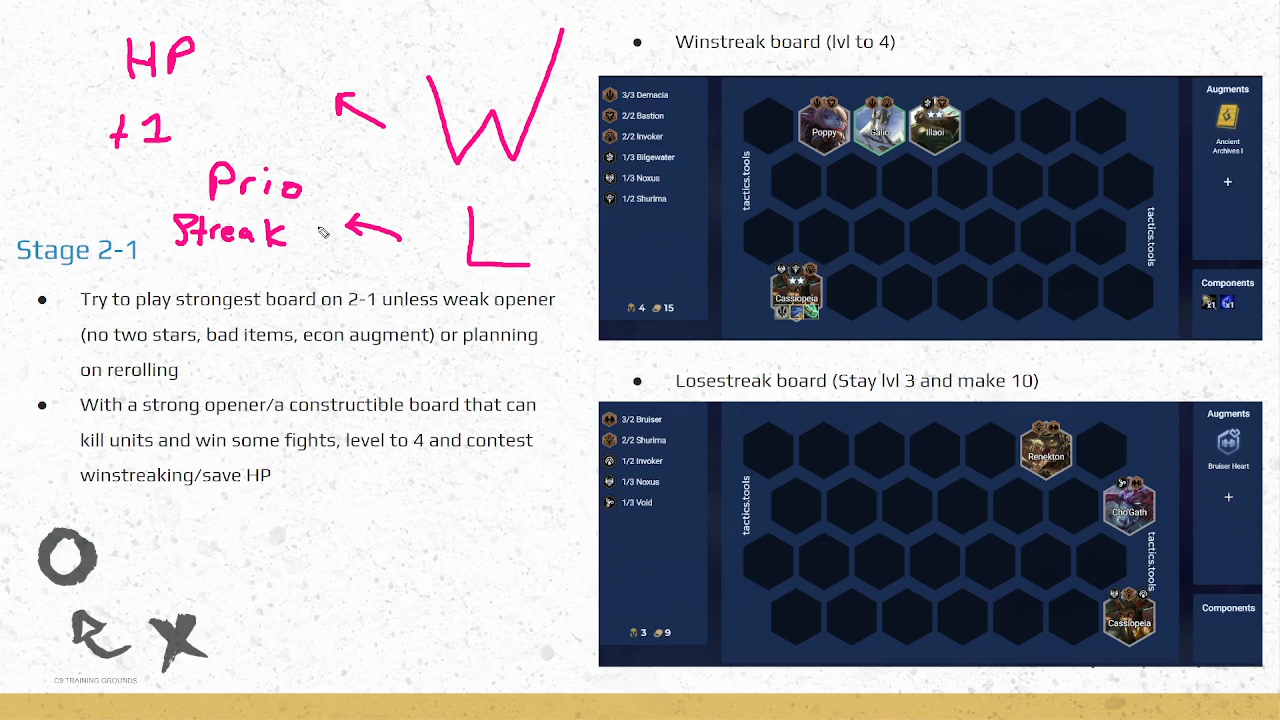 HP
+1
W
Prio
Streak
L
Stage 2-1
● Try to play strongest board on 2-1 unless weak opener
(no two stars, bad items, econ augment) or planning
on rerolling
● With a strong opener/a constructible board that can
kill units and win some fights, level to 4 and contest
winstreaking/save HP
C9 TRAINING GROUNDS
● Winstreak board (lvl to 4)
3/3 Demacia
2/2 Bastion
2/2 Invoker
1/3 Bilgewater
1/3 Noxus
1/2 Shurima
4 15
tactics.tools
Poppy
Galio
Illaoi
Cassiopeia
tactics.tools
Augments
Ancient
Archives I
+
Components
x1 x1
● Losestreak board (Stay lvl 3 and make 10)
3/2 Bruiser
2/2 Shurima
1/2 Invoker
1/3 Noxus
1/3 Void
3 9
tactics.tools
Renekton
Cho'Gath
Cassiopeia
tactics.tools
Augments
Bruiser Heart
+
Components